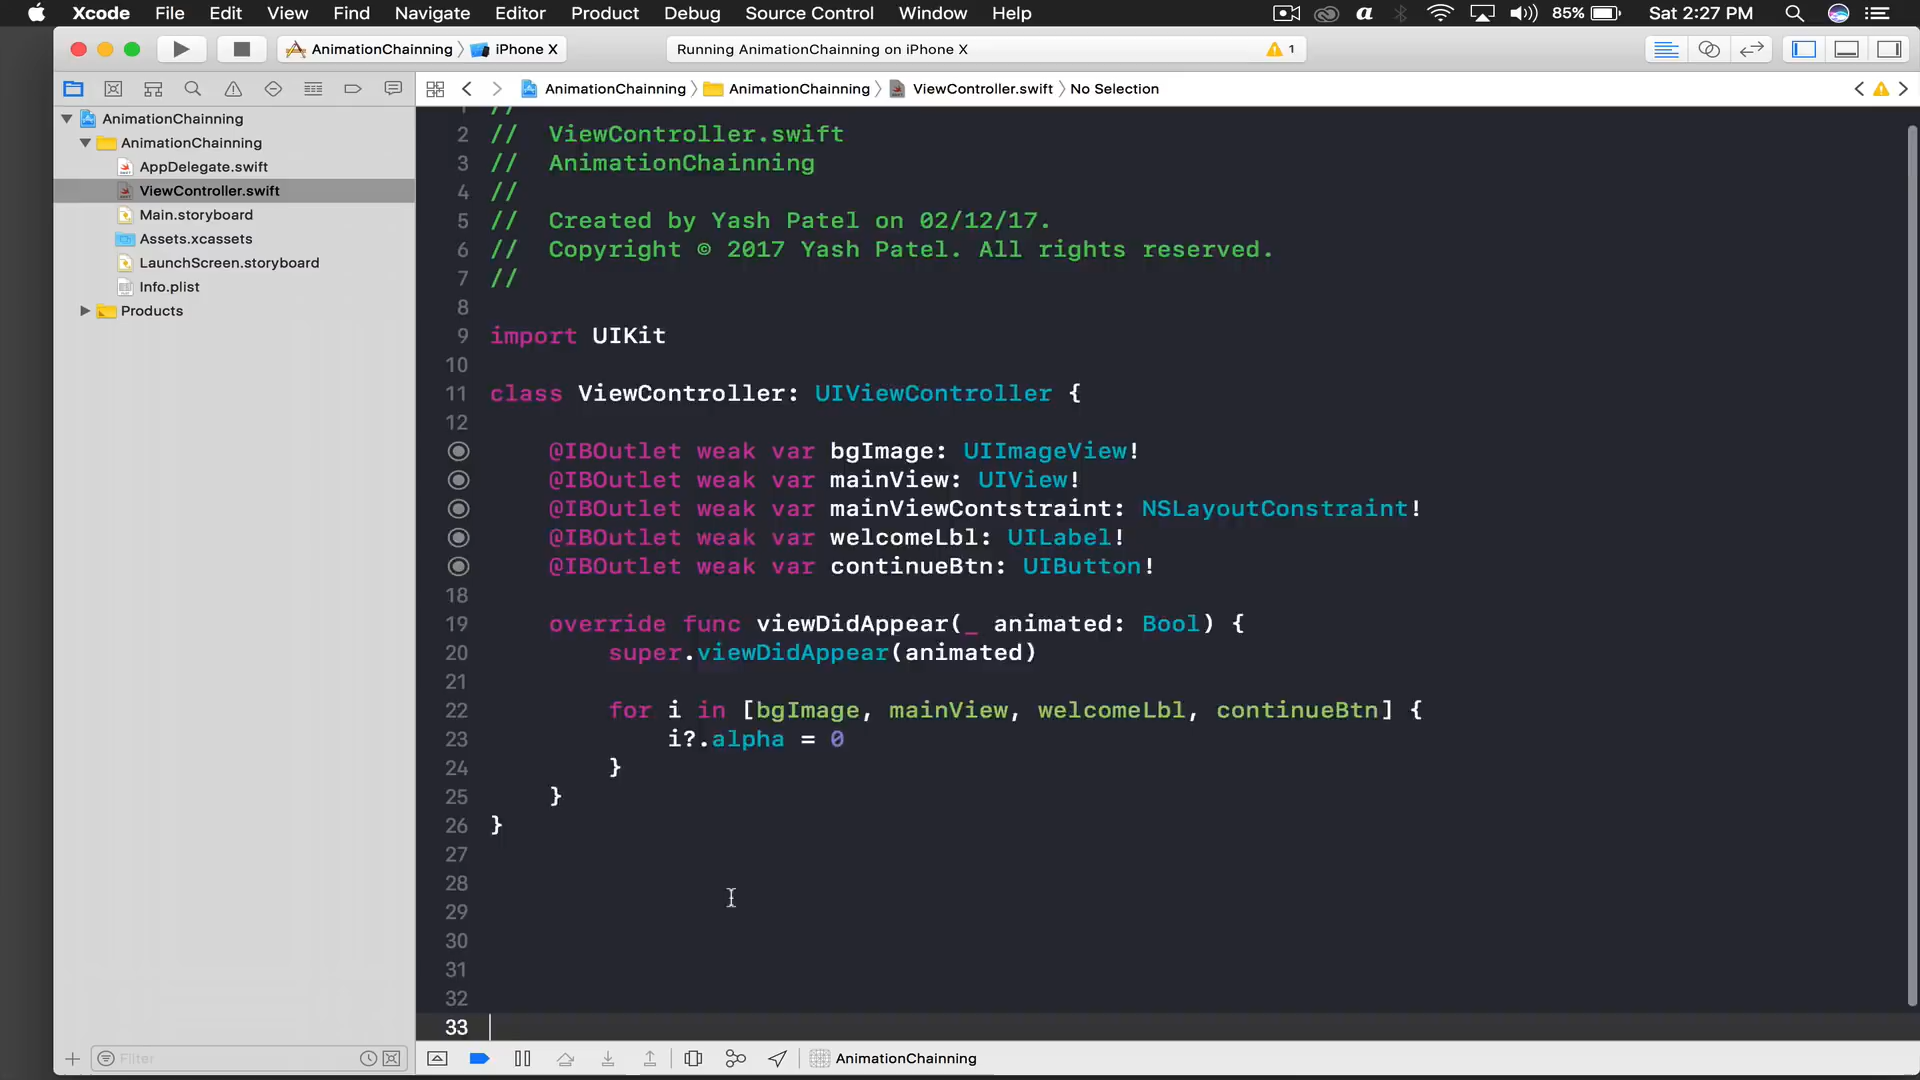 Xcode File Edit View Find Navigate Editor Product Debug Source Control Window Help 85% Sat 2:27 PM
AnimationChainning iPhone X Running AnimationChainning on iPhone X 1
AnimationChainning AnimationChainning ViewController.swift No Selection
AnimationChainning
AnimationChainning
AppDelegate.swift
ViewController.swift
Main.storyboard
Assets.xcassets
LaunchScreen.storyboard
Info.plist
Products
1 //
2 // ViewController.swift
3 // AnimationChainning
4 //
5 // Created by Yash Patel on 02/12/17.
6 // Copyright © 2017 Yash Patel. All rights reserved.
7 //
8
9 import UIKit
10
11 class ViewController: UIViewController {
12
@IBOutlet weak var bgImage: UIImageView!
@IBOutlet weak var mainView: UIView!
@IBOutlet weak var mainViewContstraint: NSLayoutConstraint!
@IBOutlet weak var welcomeLbl: UILabel!
@IBOutlet weak var continueBtn: UIButton!
18
19 override func viewDidAppear(_ animated: Bool) {
20 super.viewDidAppear(animated)
21
22 for i in [bgImage, mainView, welcomeLbl, continueBtn] {
23 i?.alpha = 0
24 }
25 }
26 }
27
28
29
30
31
32
33
Filter
AnimationChainning